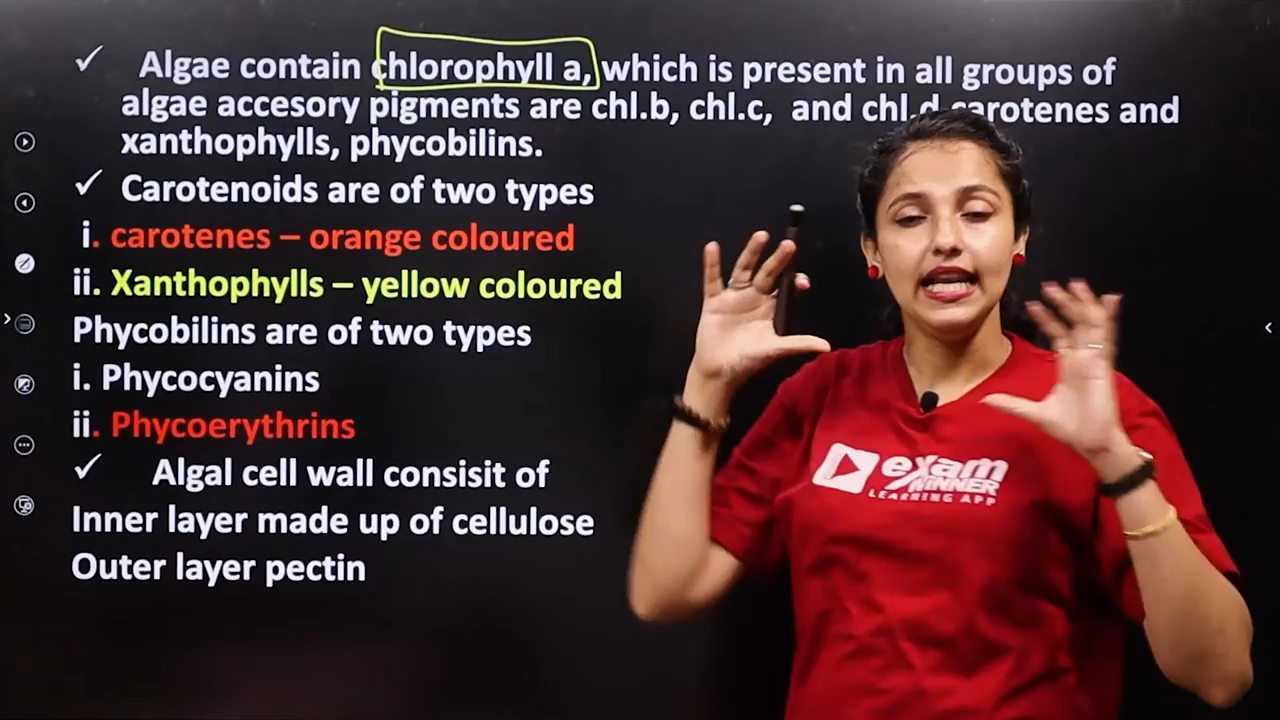 ✓ Algae contain chlorophyll a, which is present in all groups of
algae accesory pigments are chl.b, chl.c, and chl.d carotenes and
xanthophylls, phycobilins.
✓ Carotenoids are of two types
i. carotenes – orange coloured
ii. Xanthophylls – yellow coloured
Phycobilins are of two types
i. Phycocyanins
ii. Phycoerythrins
✓ Algal cell wall consisit of
Inner layer made up of cellulose
Outer layer pectin
exam
WINNER
LEARNING APP